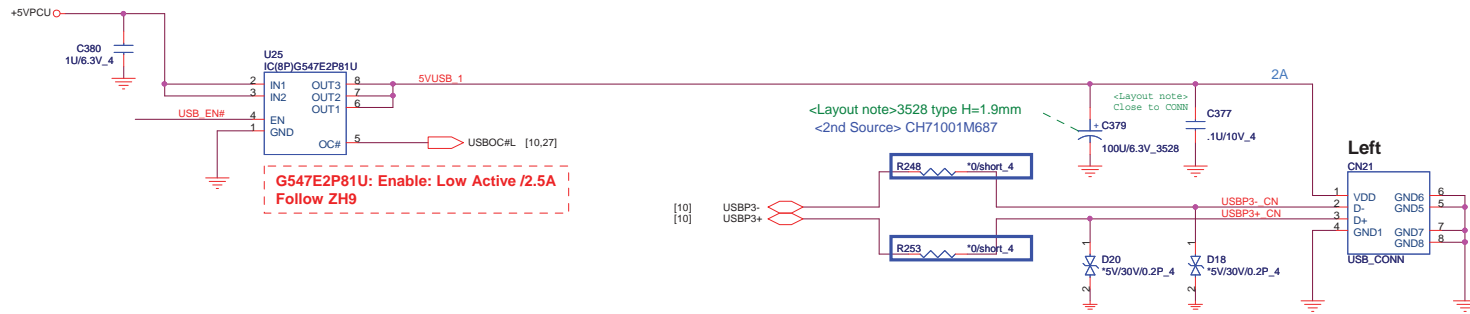 +5VPCU
C380
1U/6.3V_4
U25
IC(8P)G547E2P81U
2 IN1 OUT3 8
3 IN2 OUT2 7
OUT1 6
USB_EN# 4 EN
1 GND
OC# 5
USBOC#L [10,27]
5VUSB_1
2A
G547E2P81U: Enable: Low Active /2.5A
Follow ZH9
<Layout note>3528 type H=1.9mm
<2nd Source> CH71001M687
+ C379
100U/6.3V_3528
<Layout note>
Close to CONN
C377
.1U/10V_4
R248 *0/short_4
[10] USBP3-
[10] USBP3+
R253 *0/short_4
USBP3-_CN
USBP3+_CN
1
D20
*5V/30V/0.2P_4
2
1
D18
*5V/30V/0.2P_4
2
Left
CN21
1 VDD GND6 6
2 D- GND5 5
3 D+ GND7 7
4 GND1 GND8 8
USB_CONN